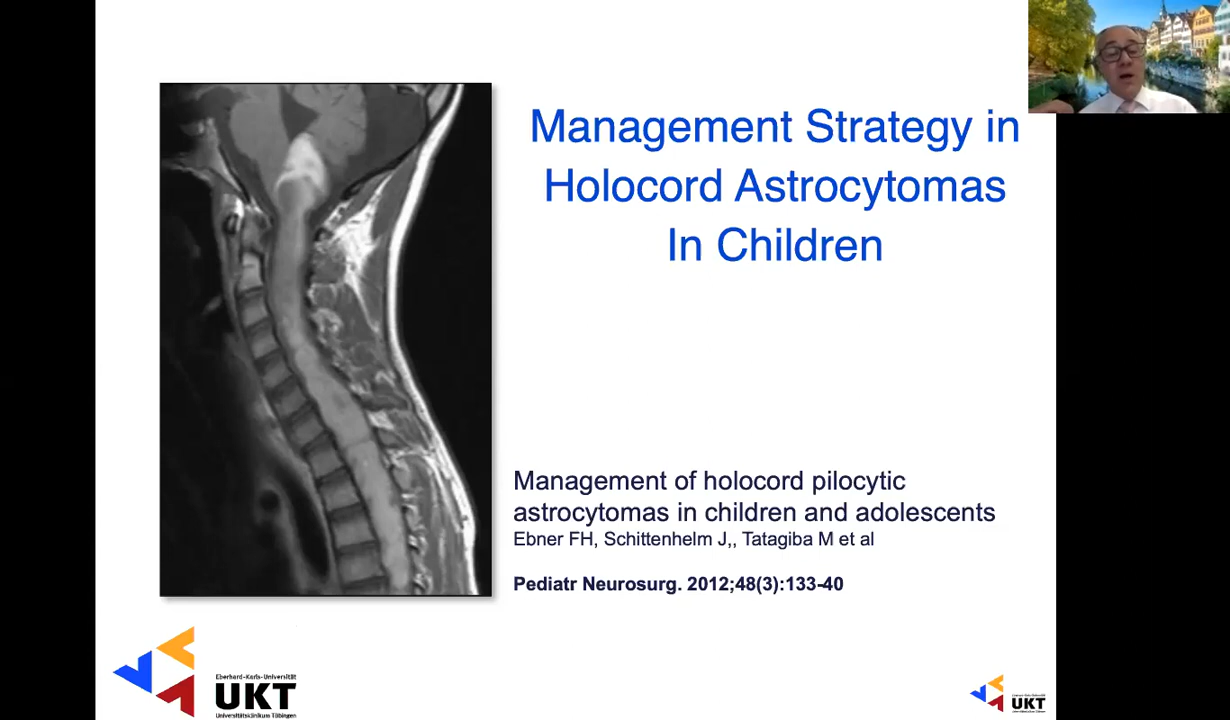 Management Strategy in
Holocord Astrocytomas
In Children
Management of holocord pilocytic
astrocytomas in children and adolescents
Ebner FH, Schittenhelm J,, Tatagiba M et al
Pediatr Neurosurg. 2012;48(3):133-40
Eberhard-Karls-Universität
UKT
Universitätsklinikum Tübingen
UKT